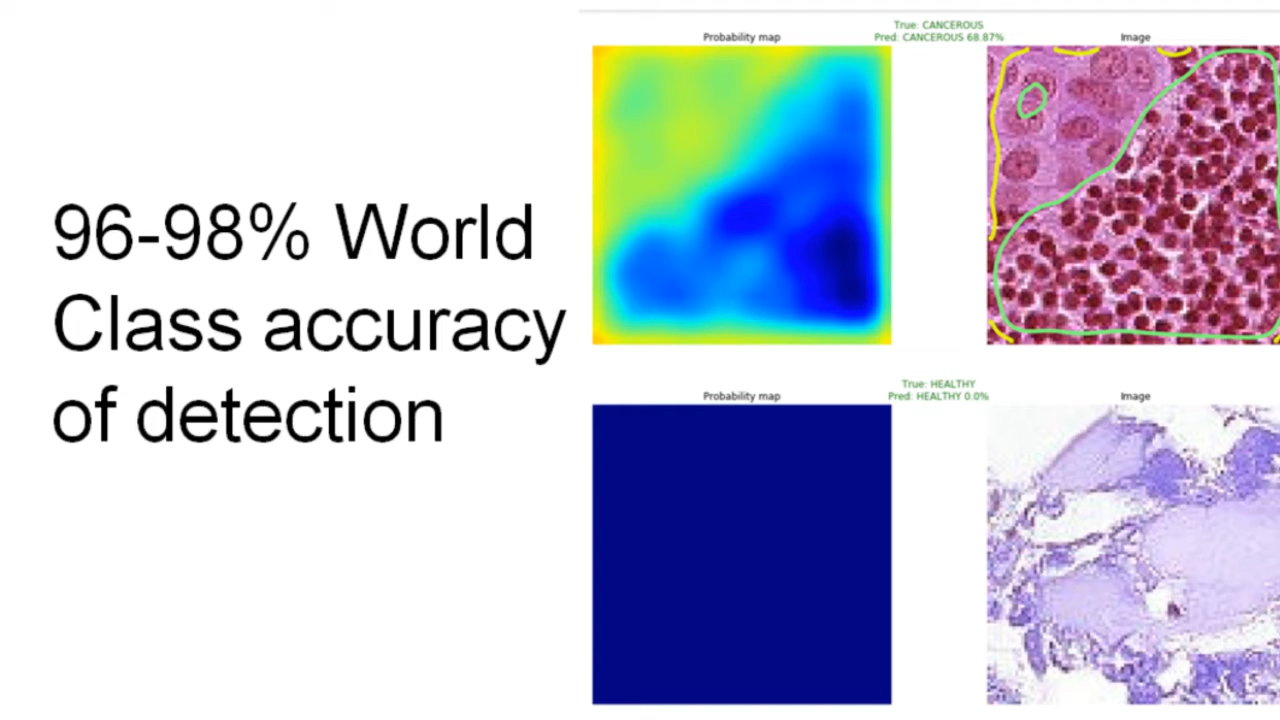 96-98% World
Class accuracy
of detection
True: CANCEROUS
Pred: CANCEROUS 68.87%
Probability map
Image
True: HEALTHY
Pred: HEALTHY 0.0%
Probability map
Image